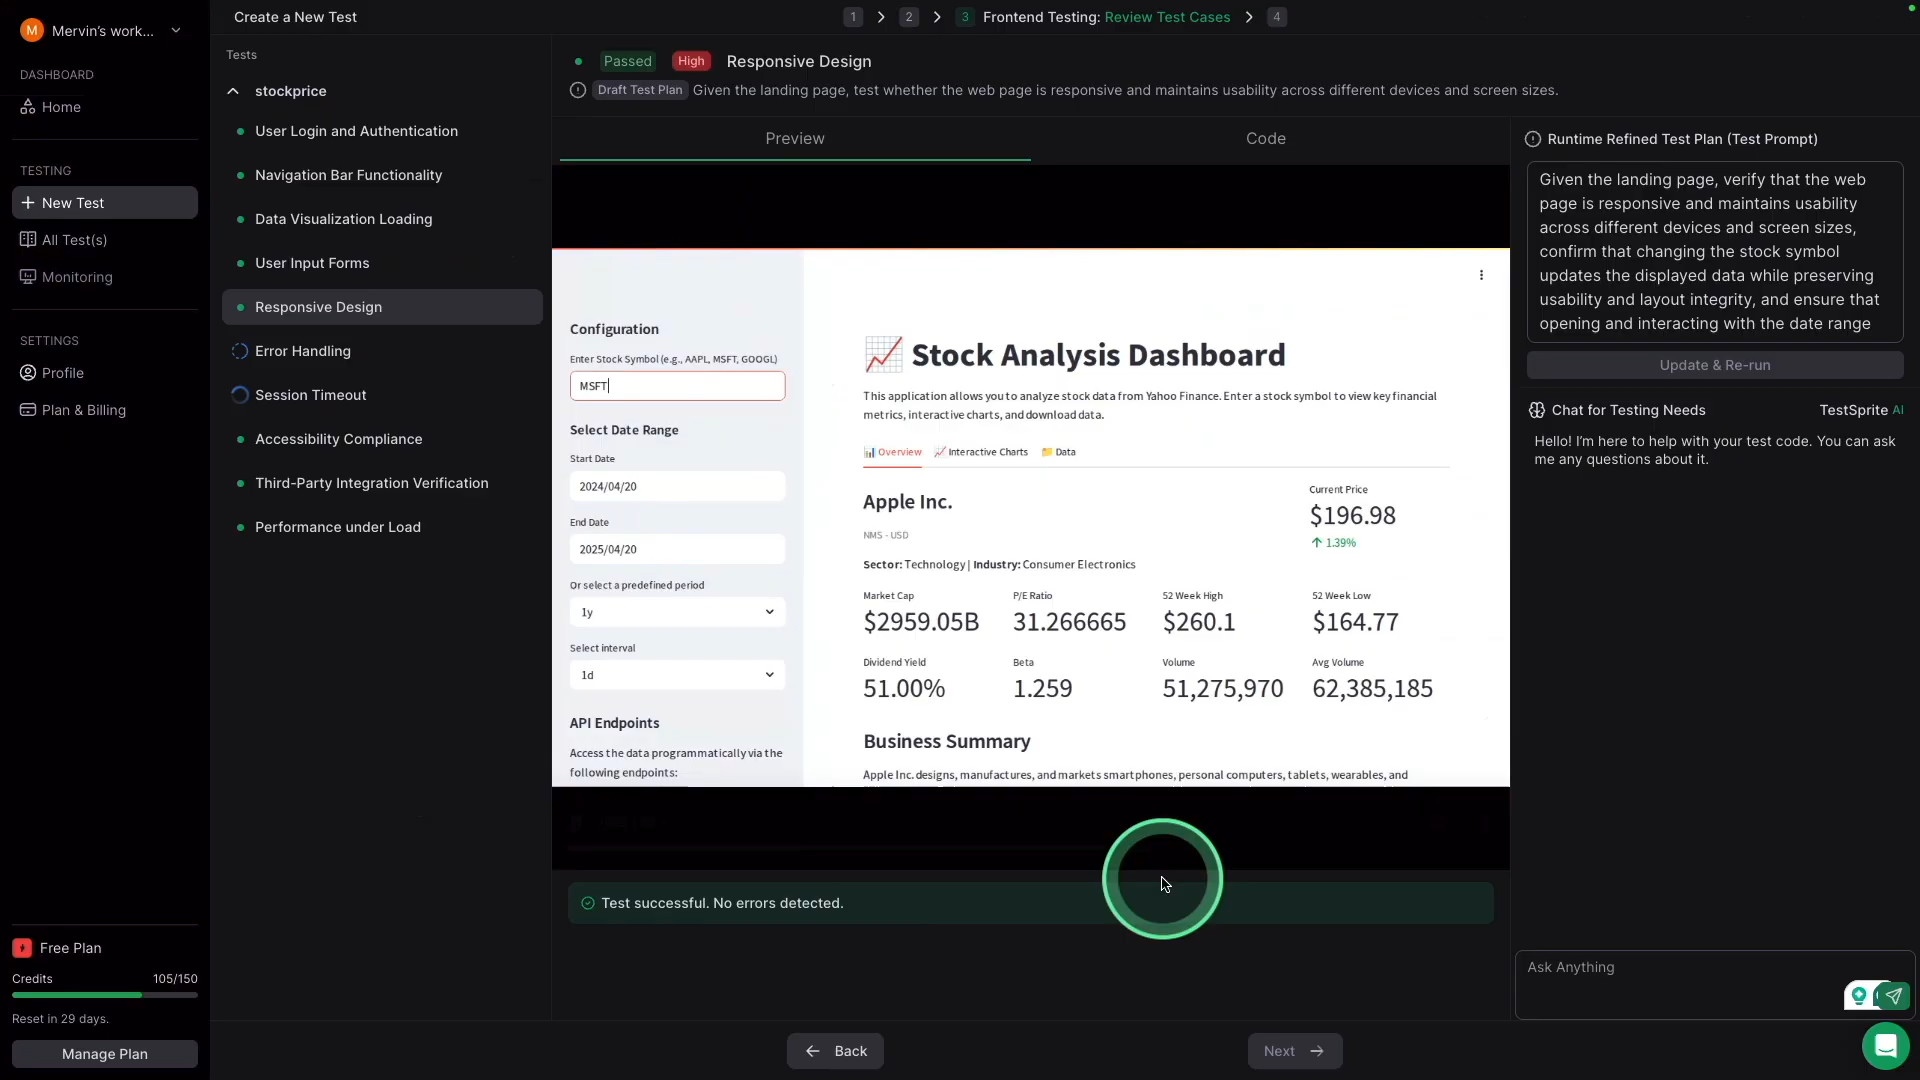 M Mervin's work...
DASHBOARD
Home
TESTING
New Test
All Test(s)
Monitoring
SETTINGS
Profile
Plan & Billing
Free Plan
Credits 105/150
Reset in 29 days.
Manage Plan
Create a New Test
1 2 3 Frontend Testing: Review Test Cases 4
Tests
stockprice
User Login and Authentication
Navigation Bar Functionality
Data Visualization Loading
User Input Forms
Responsive Design
Error Handling
Session Timeout
Accessibility Compliance
Third-Party Integration Verification
Performance under Load
Passed High Responsive Design
Draft Test Plan Given the landing page, test whether the web page is responsive and maintains usability across different devices and screen sizes.
Preview Code
Configuration
Enter Stock Symbol (e.g., AAPL, MSFT, GOOGL)
MSFT
Select Date Range
Start Date
2024/04/20
End Date
2025/04/20
Or select a predefined period
1y
Select interval
1d
API Endpoints
Access the data programmatically via the
following endpoints:
Stock Analysis Dashboard
This application allows you to analyze stock data from Yahoo Finance. Enter a stock symbol to view key financial
metrics, interactive charts, and download data.
Overview Interactive Charts Data
Apple Inc.
NMS - USD
Current Price
$196.98
1.39%
Sector: Technology | Industry: Consumer Electronics
Market Cap P/E Ratio 52 Week High 52 Week Low
$2959.05B 31.266665 $260.1 $164.77
Dividend Yield Beta Volume Avg Volume
51.00% 1.259 51,275,970 62,385,185
Business Summary
Apple Inc. designs, manufactures, and markets smartphones, personal computers, tablets, wearables, and
Test successful. No errors detected.
Back Next
Runtime Refined Test Plan (Test Prompt)
Given the landing page, verify that the web
page is responsive and maintains usability
across different devices and screen sizes,
confirm that changing the stock symbol
updates the displayed data while preserving
usability and layout integrity, and ensure that
opening and interacting with the date range
Update & Re-run
Chat for Testing Needs TestSprite AI
Hello! I'm here to help with your test code. You can ask
me any questions about it.
Ask Anything